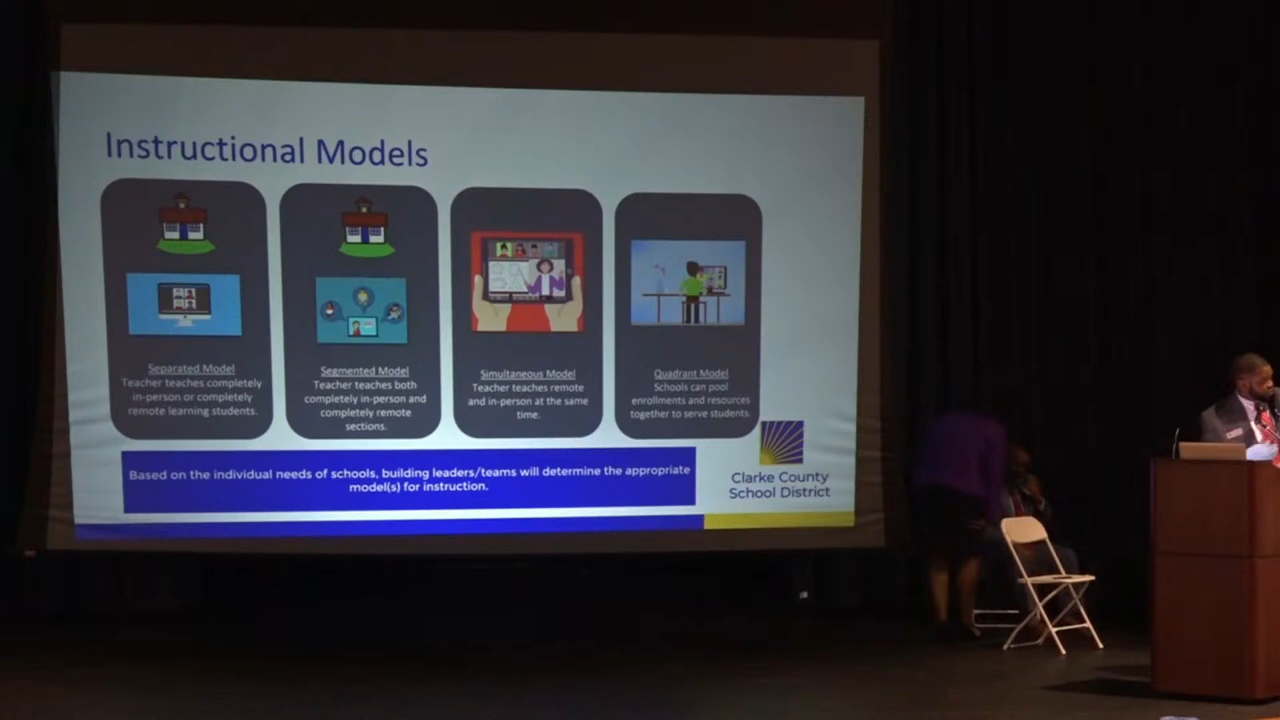 Instructional Models
Separated Model
Teacher teaches completely
in-person or completely
remote learning students.
Segmented Model
Teacher teaches both
completely in-person and
completely remote
sections.
Simultaneous Model
Teacher teaches remote
and in-person at the same
time.
Quadrant Model
Schools can pool
enrollments and resources
together to serve students.
Based on the individual needs of schools, building leaders/teams will determine the appropriate
model(s) for instruction.
Clarke County
School District